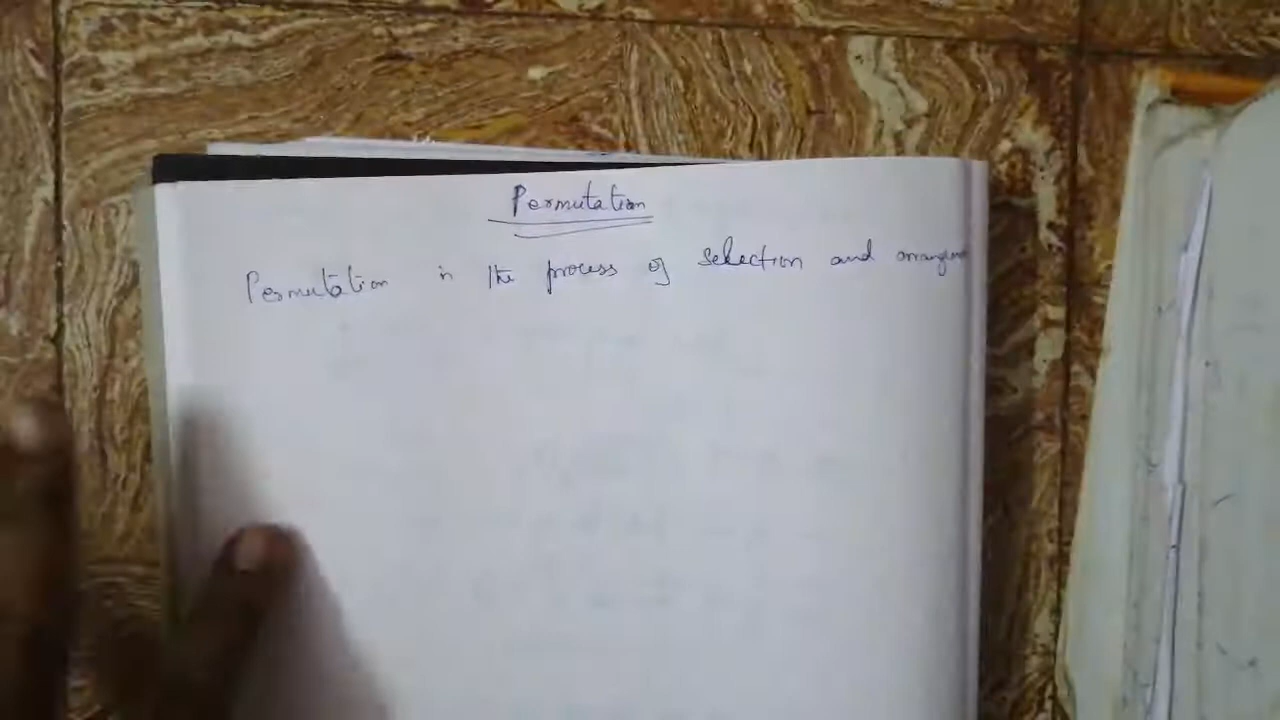 Permutation
Permutation is the process of selection and